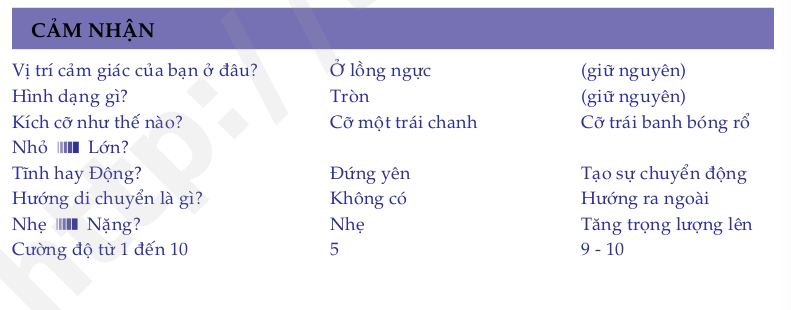 CẢM NHẬN
Vị trí cảm giác của bạn ở đâu? Ở lồng ngực (giữ nguyên)
Hình dạng gì? Tròn (giữ nguyên)
Kích cỡ như thế nào? Cỡ một trái chanh Cỡ trái banh bóng rổ
Nhỏ Lớn?
Tĩnh hay Động? Đứng yên Tạo sự chuyển động
Hướng di chuyển là gì? Không có Hướng ra ngoài
Nhẹ Nặng? Nhẹ Tăng trọng lượng lên
Cường độ từ 1 đến 10 5 9 - 10
http://